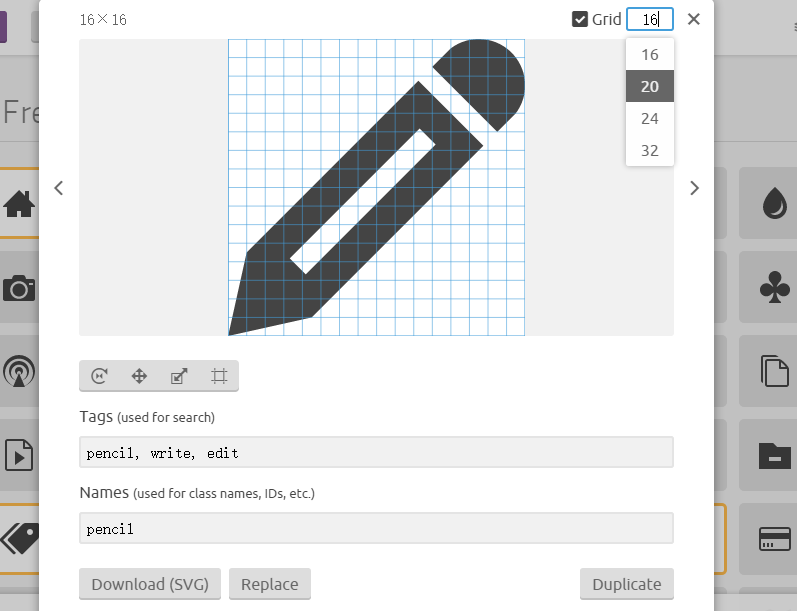 16×16
Grid
16
16
20
24
32
Fre
Tags (used for search)
pencil, write, edit
Names (used for class names, IDs, etc.)
pencil
Download (SVG)
Replace
Duplicate